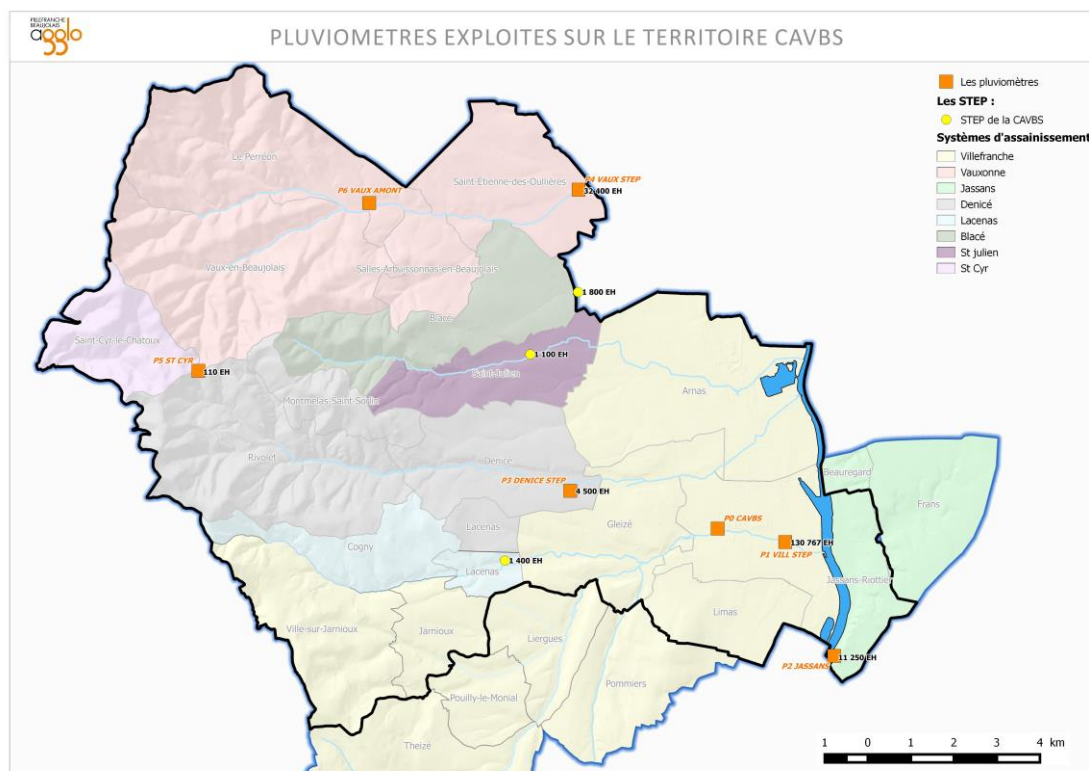 VILLEFRANCHE
BEAUJOLAIS
agglo
PLUVIOMETRES EXPLOITES SUR LE TERRITOIRE CAVBS
Les pluviomètres
Les STEP :
STEP de la CAVBS
Systèmes d'assainissement
Villefranche
Vauxonne
Jassans
Denicé
Lacenas
Blacé
St julien
St Cyr
Le Perréon
Saint-Etienne-des-Oullières
P4 VAUX STEP
32 400 EH
P6 VAUX AMONT
Vaux-en-Beaujolais
Salles-Arbuissonnas-en-Beaujolais
1 800 EH
Blacé
Saint-Cyr-le-Chatoux
1 100 EH
P5 ST CYR
110 EH
Saint-Julien
Arnas
Montmelas-Saint-Sorlin
Rivolet
Denicé
Beauregard
P3 DENICE STEP
4 500 EH
Frans
P0 CAVBS
Gleizé
Lacenas
P1 VILL STEP
130 767 EH
Cogny
1 400 EH
Lacenas
Jassans-Riottier
Limas
Ville-sur-Jarnioux
Jarnioux
Liergues
11 250 EH
P2 JASSANS
Pommiers
Pouilly-le-Monial
Theizé
1 0 1 2 3 4 km